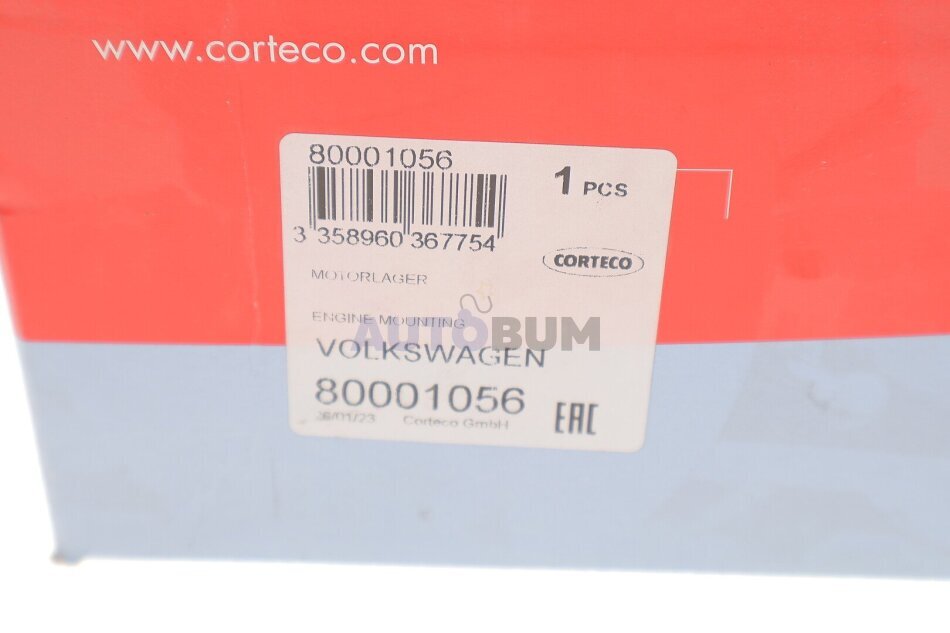 www.corteco.com
80001056
1 PCS
3 358960 367754
CORTECO
MOTORLAGER
ENGINE MOUNTING
AUTOBUM
VOLKSWAGEN
80001056
26/01/23 Corteco GmbH
EAC